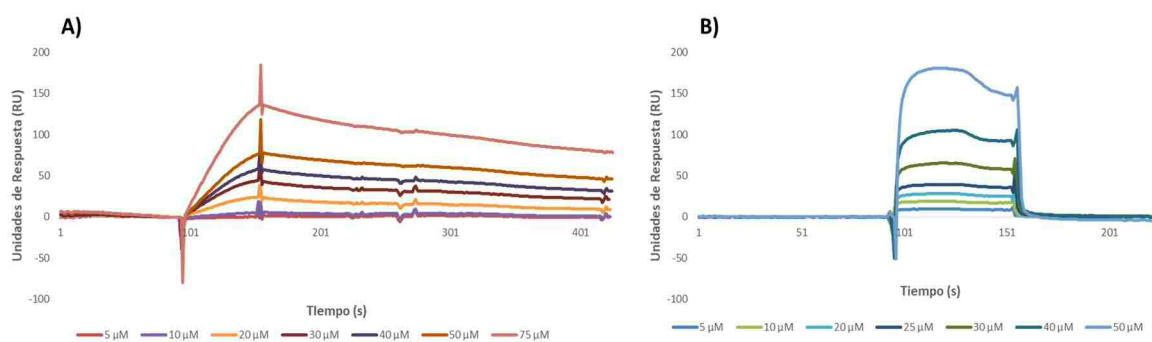 A)
Unidades de Respuesta (RU)
200
150
100
50
0
-50
-100
1
101
201
301
401
TIempo (s)
5 µM
10 µM
20 µM
30 µM
40 µM
50 µM
75 µM
B)
Unidades de Respuesta (RU)
200
150
100
50
0
-50
-100
1
51
101
151
201
Tiempo (s)
5 µM
10 µM
20 µM
25 µM
30 µM
40 µM
50 µM